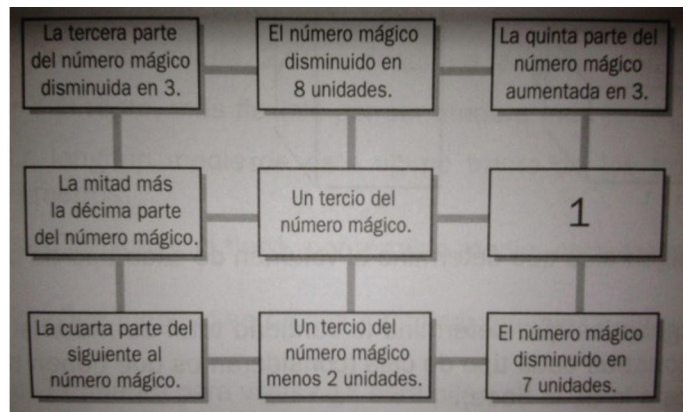 La tercera parte
del número mágico
disminuida en 3.
El número mágico
disminuido en
8 unidades.
La quinta parte del
número mágico
aumentada en 3.
La mitad más
la décima parte
del número mágico.
Un tercio del
número mágico.
1
La cuarta parte del
siguiente al
número mágico.
Un tercio del
número mágico
menos 2 unidades.
El número mágico
disminuido en
7 unidades.